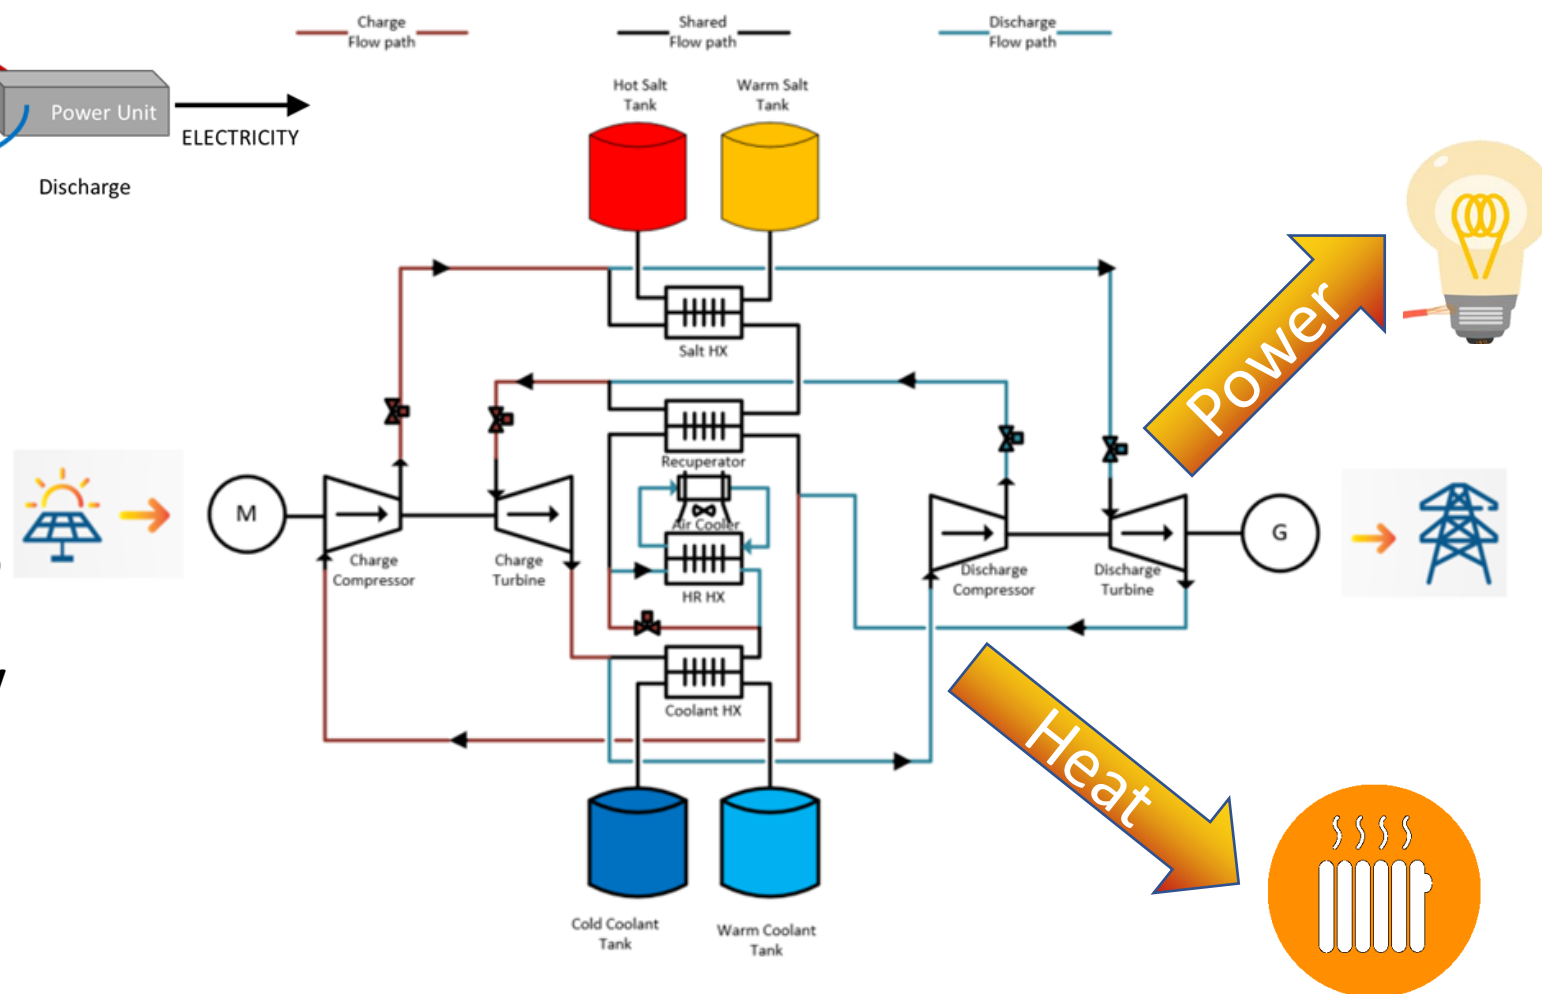 Charge
Flow path
Shared
Flow path
Discharge
Flow path
Power Unit
ELECTRICITY
Discharge
Hot Salt
Tank
Warm Salt
Tank
Salt HX
Power
Recuperator
Air Cooler
HR HX
M
Charge
Compressor
Charge
Turbine
Discharge
Compressor
Discharge
Turbine
G
Coolant HX
Heat
Cold Coolant
Tank
Warm Coolant
Tank